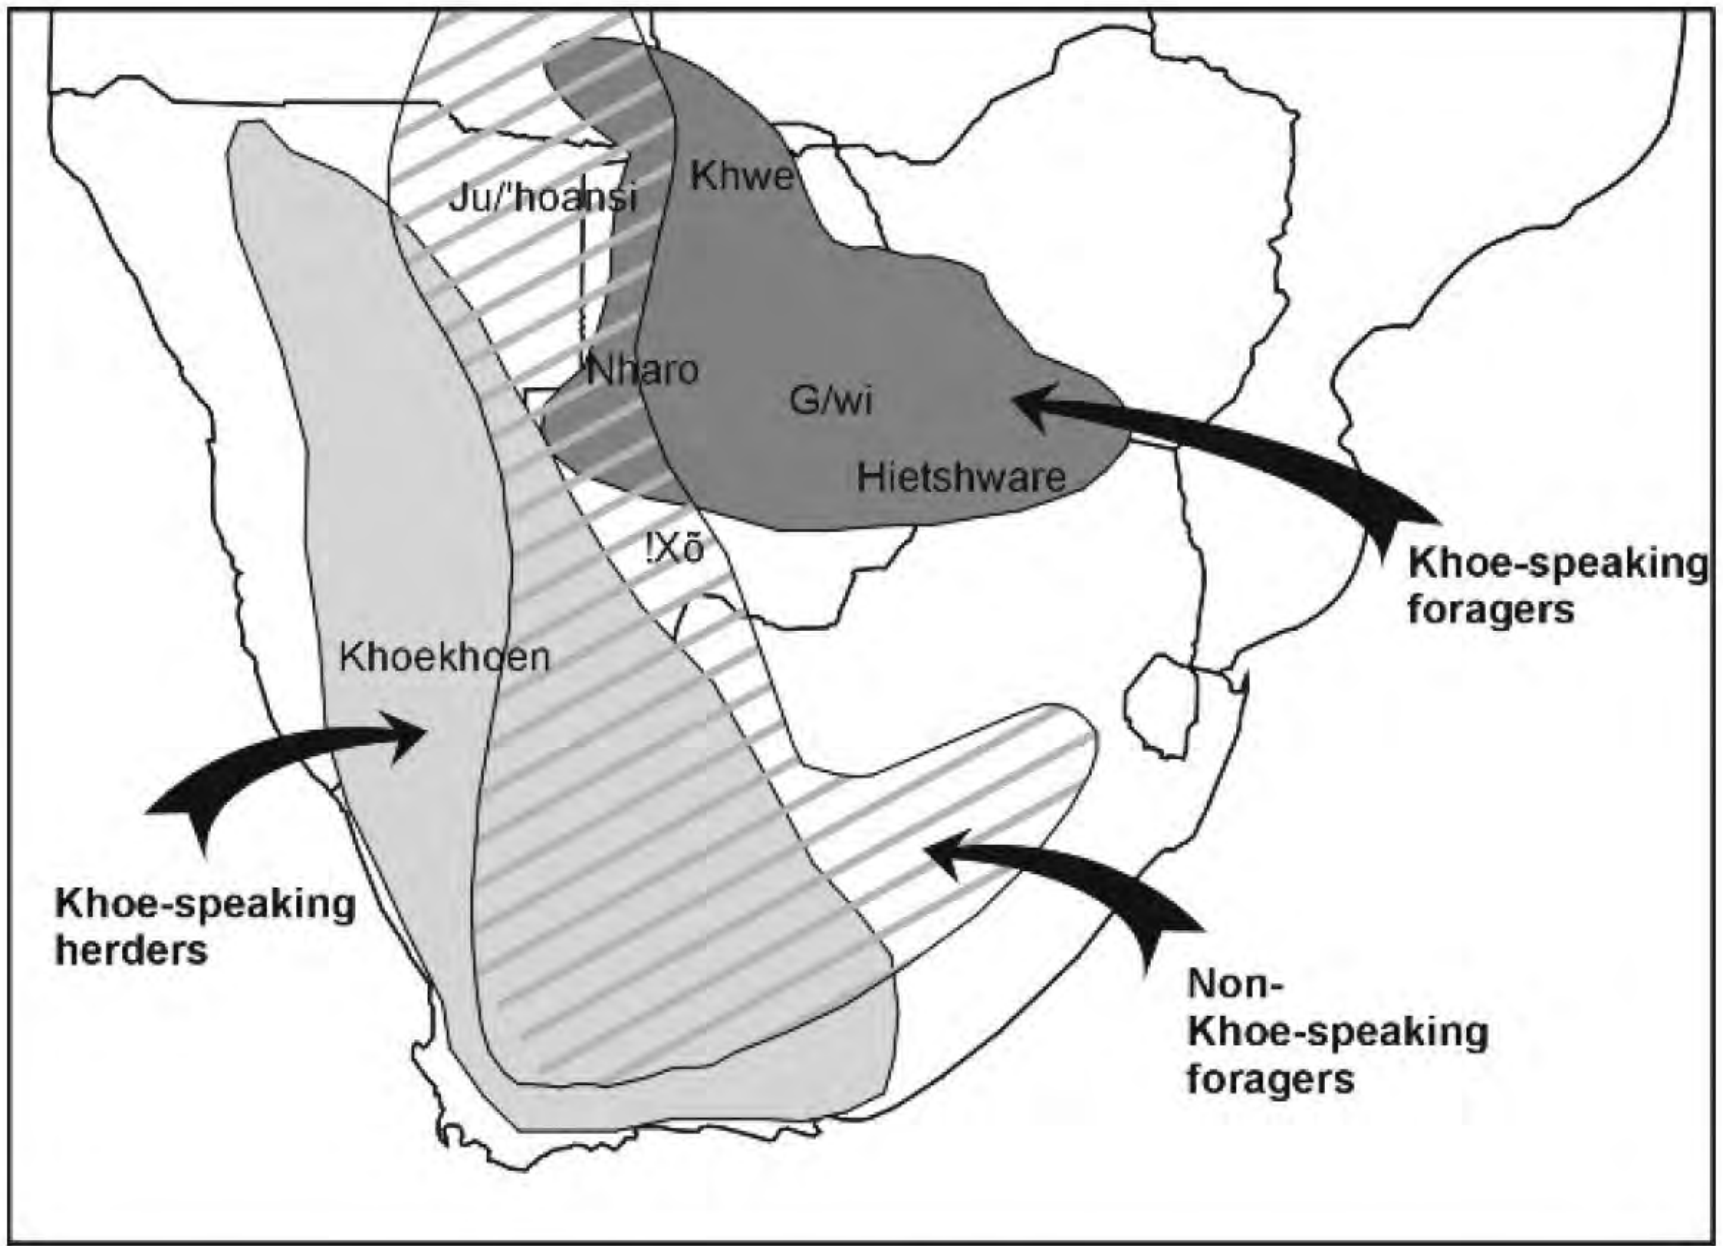 Khwe
Ju/'hoansi
Nharo
G/wi
Hietshware
!Xõ
Khoe-speaking
foragers
Khoekhoen
Khoe-speaking
herders
Non-
Khoe-speaking
foragers